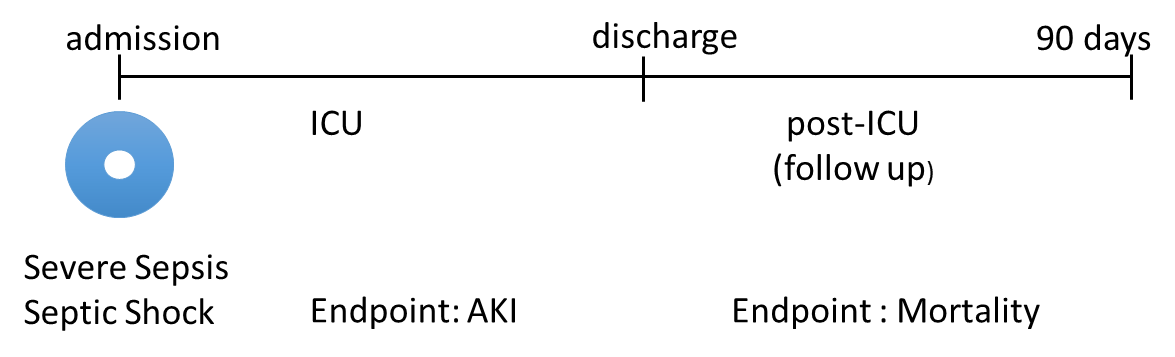 admission
discharge
90 days
ICU
post-ICU
(follow up)
Severe Sepsis
Septic Shock
Endpoint: AKI
Endpoint : Mortality